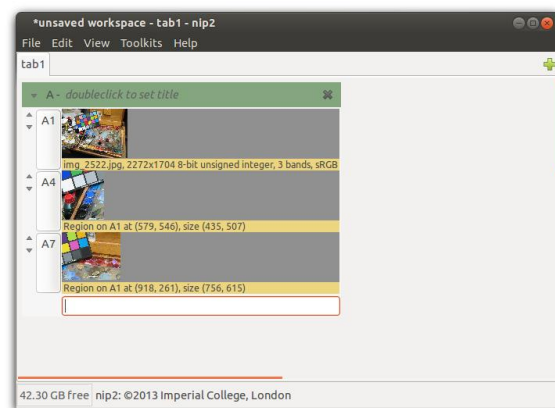 *unsaved workspace - tab1 - nip2
File Edit View Toolkits Help
tab1
A - doubleclick to set title
A1
img_2522.jpg, 2272x1704 8-bit unsigned integer, 3 bands, sRGB
A4
Region on A1 at (579, 546), size (435, 507)
A7
Region on A1 at (918, 261), size (756, 615)
42.30 GB free nip2: ©2013 Imperial College, London